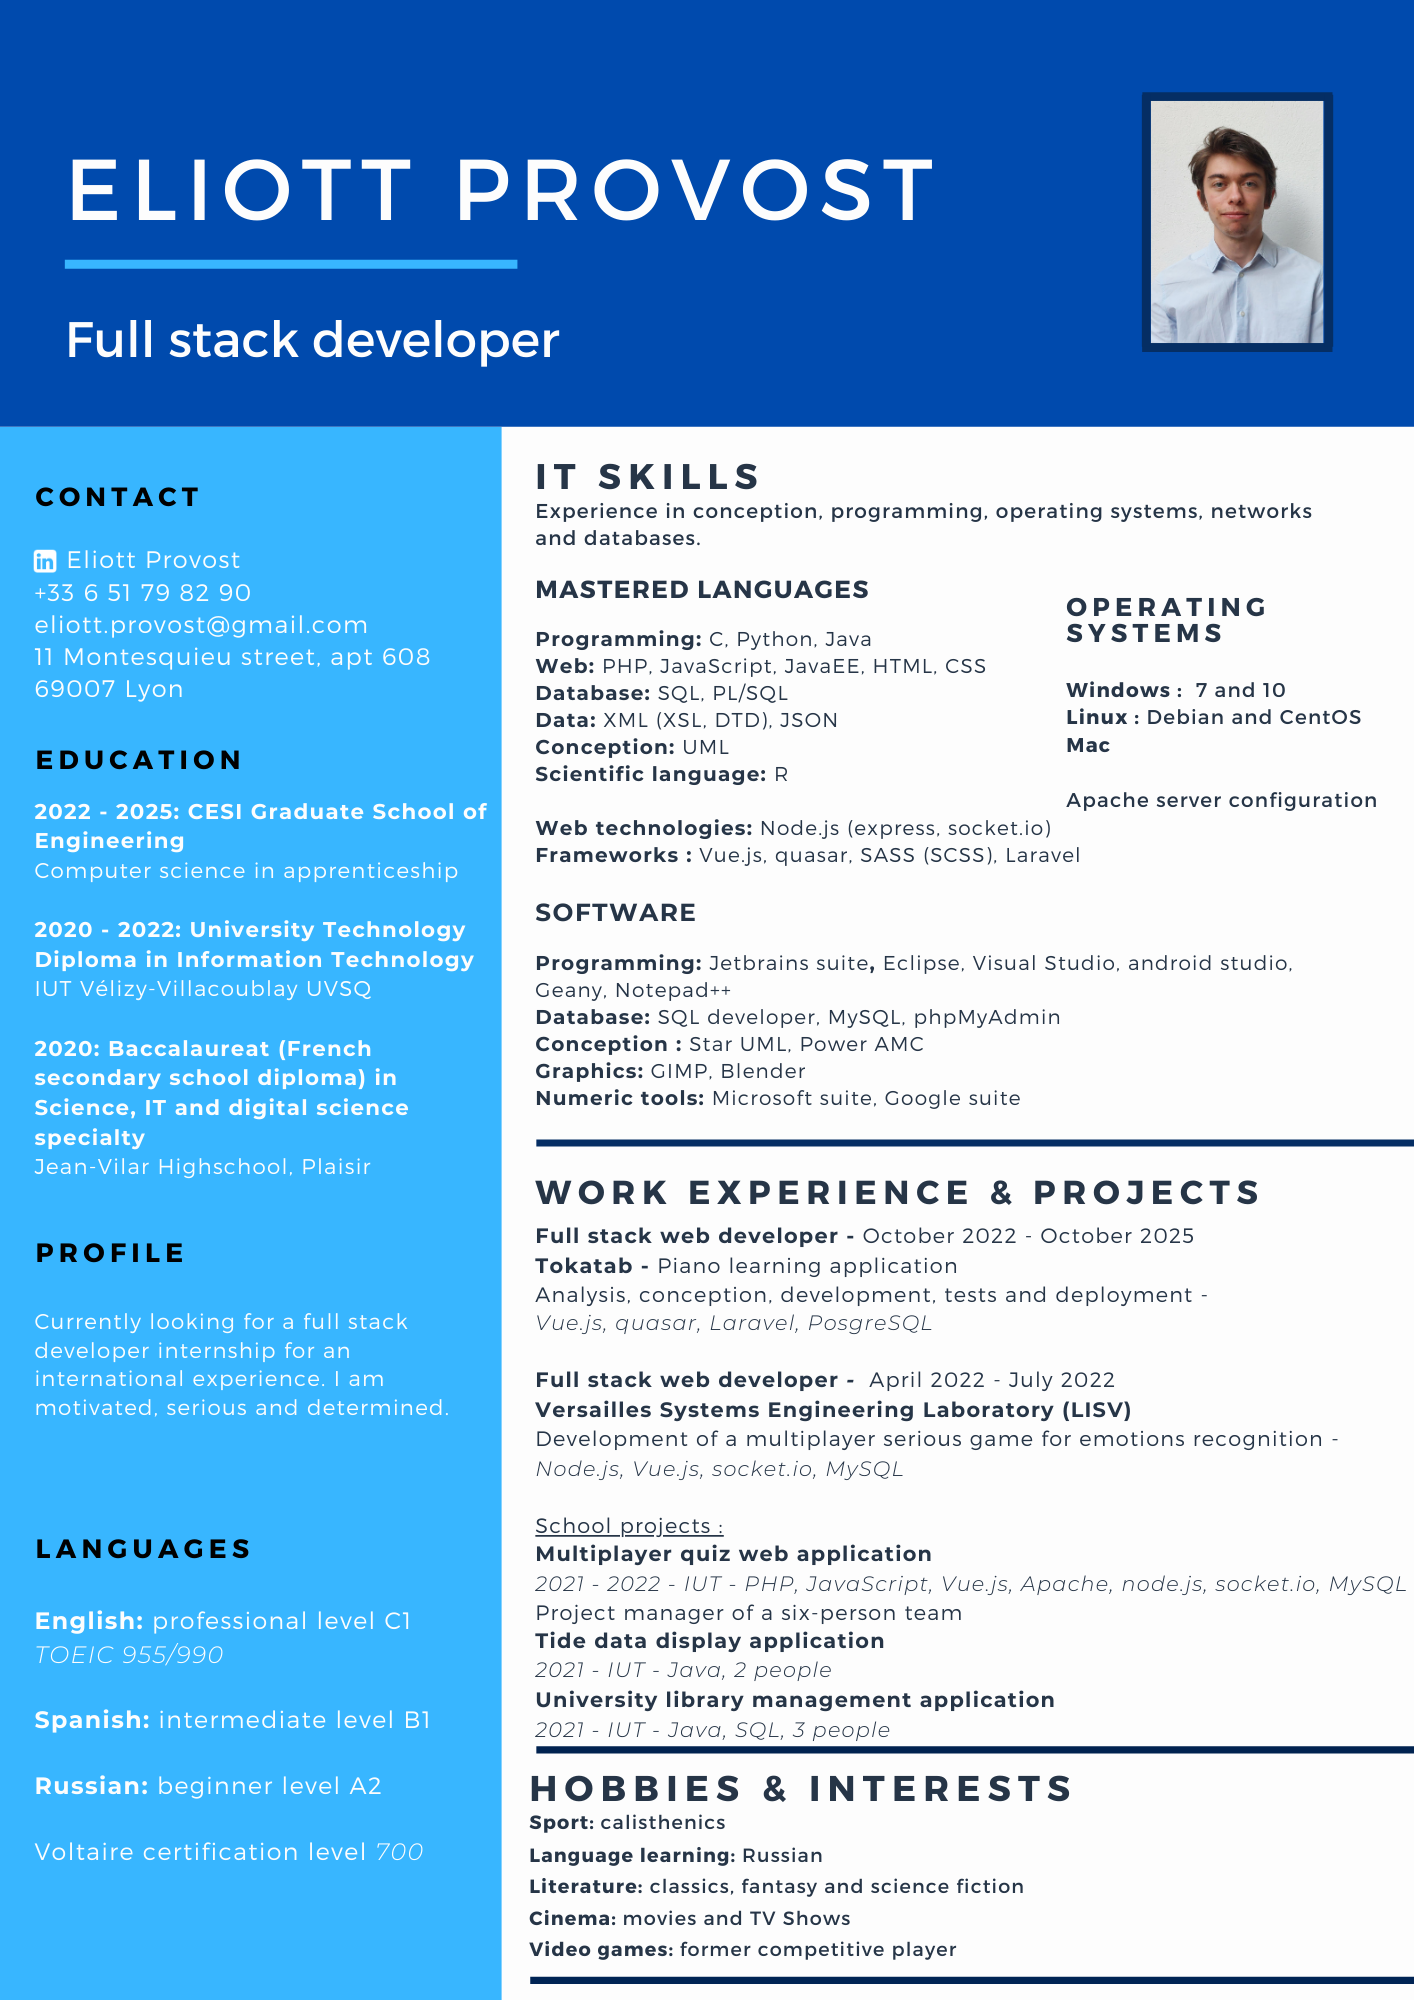 ELIOTT PROVOST
Full stack developer
CONTACT
in Eliott Provost
+33 6 51 79 82 90
eliott.provost@gmail.com
11 Montesquieu street, apt 608
69007 Lyon
EDUCATION
2022 - 2025: CESI Graduate School of
Engineering
Computer science in apprenticeship
2020 - 2022: University Technology
Diploma in Information Technology
IUT Vélizy-Villacoublay UVSQ
2020: Baccalaureat (French
secondary school diploma) in
Science, IT and digital science
specialty
Jean-Vilar Highschool, Plaisir
PROFILE
Currently looking for a full stack
developer internship for an
international experience. I am
motivated, serious and determined.
LANGUAGES
English: professional level C1
TOEIC 955/990
Spanish: intermediate level B1
Russian: beginner level A2
Voltaire certification level 700
IT SKILLS
Experience in conception, programming, operating systems, networks
and databases.
MASTERED LANGUAGES
Programming: C, Python, Java
Web: PHP, JavaScript, JavaEE, HTML, CSS
Database: SQL, PL/SQL
Data: XML (XSL, DTD), JSON
Conception: UML
Scientific language: R
Web technologies: Node.js (express, socket.io)
Frameworks : Vue.js, quasar, SASS (SCSS), Laravel
OPERATING
SYSTEMS
Windows : 7 and 10
Linux : Debian and CentOS
Mac
Apache server configuration
SOFTWARE
Programming: Jetbrains suite, Eclipse, Visual Studio, android studio,
Geany, Notepad++
Database: SQL developer, MySQL, phpMyAdmin
Conception : Star UML, Power AMC
Graphics: GIMP, Blender
Numeric tools: Microsoft suite, Google suite
WORK EXPERIENCE & PROJECTS
Full stack web developer - October 2022 - October 2025
Tokatab - Piano learning application
Analysis, conception, development, tests and deployment -
Vue.js, quasar, Laravel, PosgreSQL
Full stack web developer - April 2022 - July 2022
Versailles Systems Engineering Laboratory (LISV)
Development of a multiplayer serious game for emotions recognition -
Node.js, Vue.js, socket.io, MySQL
School projects :
Multiplayer quiz web application
2021 - 2022 - IUT - PHP, JavaScript, Vue.js, Apache, node.js, socket.io, MySQL
Project manager of a six-person team
Tide data display application
2021 - IUT - Java, 2 people
University library management application
2021 - IUT - Java, SQL, 3 people
HOBBIES & INTERESTS
Sport: calisthenics
Language learning: Russian
Literature: classics, fantasy and science fiction
Cinema: movies and TV Shows
Video games: former competitive player